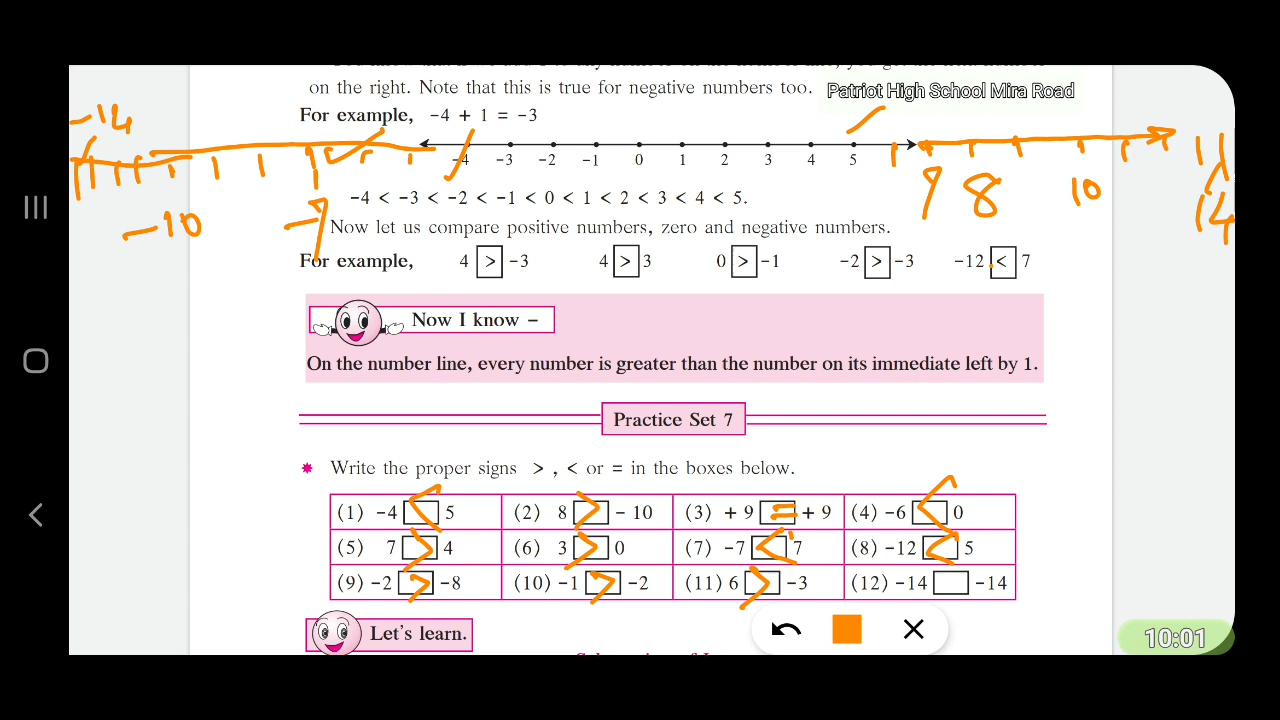 on the right. Note that this is true for negative numbers too.
Patriot High School Mira Road
For example, -4 + 1 = -3
-14
-4 -3 -2 -1 0 1 2 3 4 5
11
-10 -7 7 8 10 14
-4 < -3 < -2 < -1 < 0 < 1 < 2 < 3 < 4 < 5.
Now let us compare positive numbers, zero and negative numbers.
For example, 4 > -3 4 > 3 0 > -1 -2 > -3 -12 < 7
Now I know -
On the number line, every number is greater than the number on its immediate left by 1.
Practice Set 7
Write the proper signs > , < or = in the boxes below.
(1) -4 < 5 (2) 8 > - 10 (3) + 9 = + 9 (4) -6 < 0
(5) 7 > 4 (6) 3 > 0 (7) -7 < 7 (8) -12 < 5
(9) -2 > -8 (10) -1 > -2 (11) 6 > -3 (12) -14 -14
Let's learn.
10:01